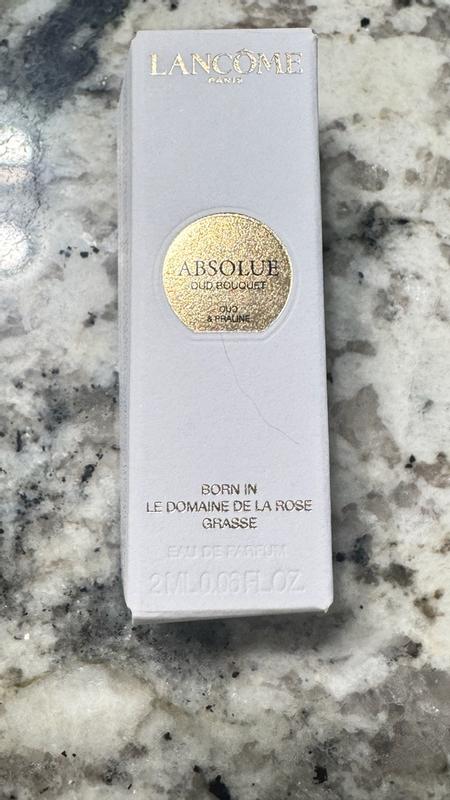 LANCÔME
PARIS
ABSOLUE
OUD BOUQUET
OUD
& PRALINE
BORN IN
LE DOMAINE DE LA ROSE
GRASSE
EAU DE PARFUM
2 ML 0.06 FL.OZ